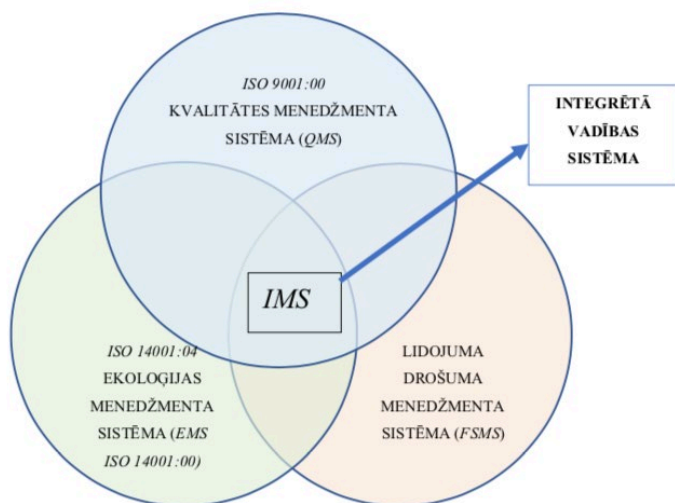 ISO 9001:00
KVALITĀTES MENEDŽMENTA
SISTĒMA (QMS)
INTEGRĒTĀ
VADĪBAS
SISTĒMA
IMS
ISO 14001:04
EKOLOĢIJAS
MENEDŽMENTA
SISTĒMA (EMS
ISO 14001:00)
LIDOJUMA
DROŠUMA
MENEDŽMENTA
SISTĒMA (FSMS)